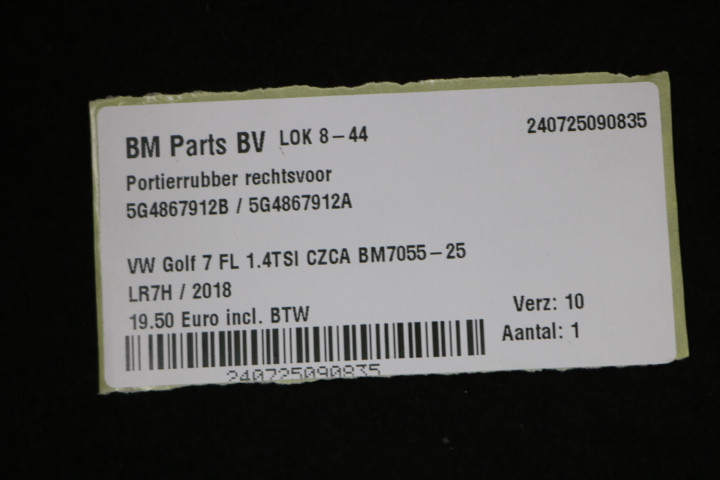 BM Parts BV LOK 8-44
240725090835
Portierrubber rechtsvoor
5G4867912B / 5G4867912A
VW Golf 7 FL 1.4TSI CZCA BM7055-25
LR7H / 2018
19.50 Euro incl. BTW
Verz: 10
Aantal: 1
240725090835